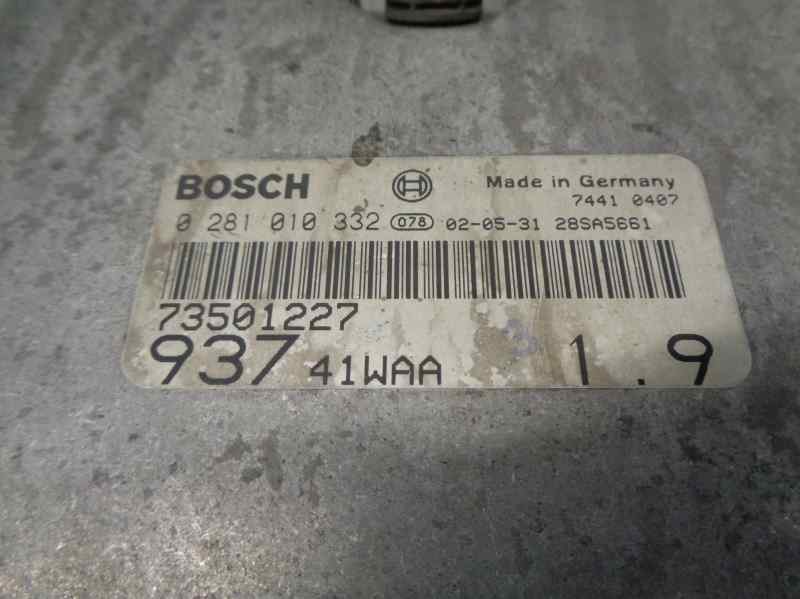 BOSCH Made in Germany
7441 0407
0 281 010 332 078 02-05-31 28SA5661
73501227
937 41WAA 1.9